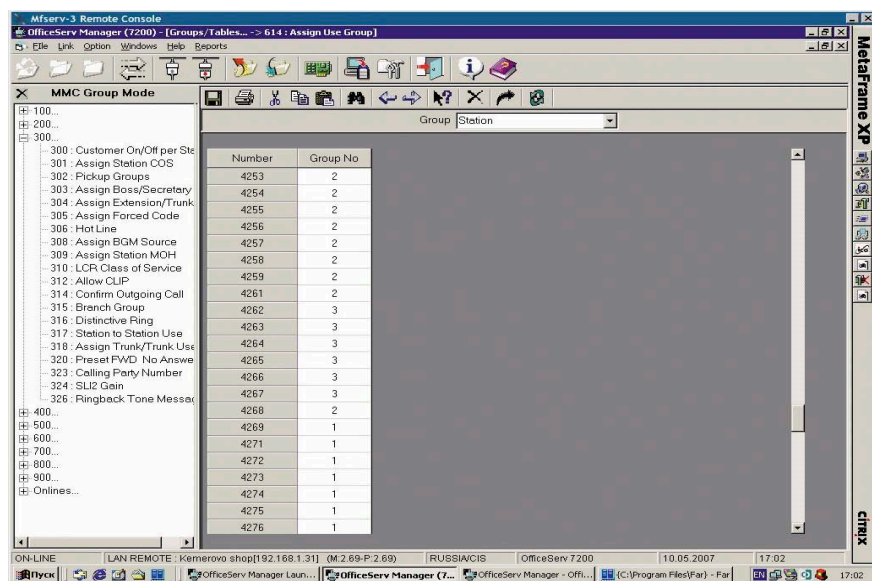 Mfserv-3 Remote Console
OfficeServ Manager (7200) - [Groups/Tables... -> 614 : Assign Use Group]
File Link Option Windows Help Reports
MMC Group Mode
100...
200...
300...
300 : Customer On/Off per Sta
301 : Assign Station COS
302 : Pickup Groups
303 : Assign Boss/Secretary
304 : Assign Extension/Trunk
305 : Assign Forced Code
306 : Hot Line
308 : Assign BGM Source
309 : Assign Station MOH
310 : LCR Class of Service
312 : Allow CLIP
314 : Confirm Outgoing Call
315 : Branch Group
316 : Distinctive Ring
317 : Station to Station Use
318 : Assign Trunk/Trunk Use
320 : Preset FWD No Answe
323 : Calling Party Number
324 : SLI2 Gain
326 : Ringback Tone Messag
400...
500...
600...
700...
800...
900...
Onlines...
Group Station
Number Group No
4253 2
4254 2
4255 2
4256 2
4257 2
4258 2
4259 2
4261 2
4262 3
4263 3
4264 3
4265 3
4266 3
4267 3
4268 2
4269 1
4271 1
4272 1
4273 1
4274 1
4275 1
4276 1
MetaFrame XP
CITRIX
ON-LINE LAN REMOTE : Kemerovo shop[192.168.1.31] (M:2.69-P:2.69) RUSSIA/CIS OfficeServ 7200 10.05.2007 17:02
Пуск OfficeServ Manager Laun... OfficeServ Manager (7... OfficeServ Manager - Offi... {C:\Program Files\Far} - Far EN 17:02